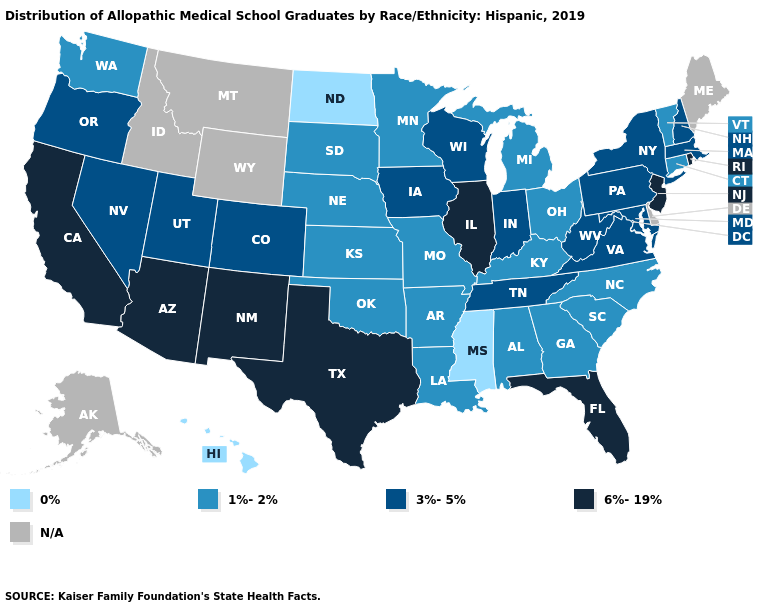 Distribution of Allopathic Medical School Graduates by Race/Ethnicity: Hispanic, 2019
WA
OR
CA
NV
ID
MT
WY
UT
AZ
CO
NM
ND
SD
NE
KS
OK
TX
MN
IA
MO
AR
LA
WI
IL
MS
MI
IN
KY
TN
AL
OH
WV
GA
FL
SC
NC
VA
PA
NY
ME
VT
NH
MA
RI
CT
NJ
DE
MD
DC
AK
HI
0%
1%- 2%
3%- 5%
6%- 19%
N/A
SOURCE: Kaiser Family Foundation's State Health Facts.